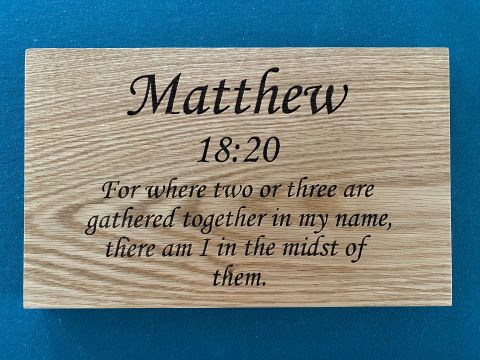 Matthew
18:20
For where two or three are
gathered together in my name,
there am I in the midst of
them.